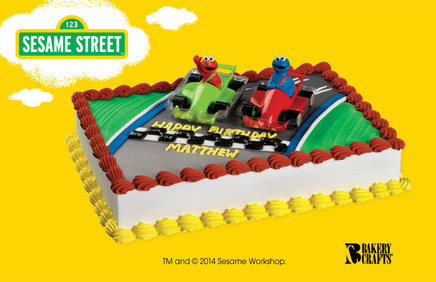 123
SESAME STREET
HAPPY BIRTHDAY
MATTHEW
TM and © 2014 Sesame Workshop.
BAKERY
CRAFTS